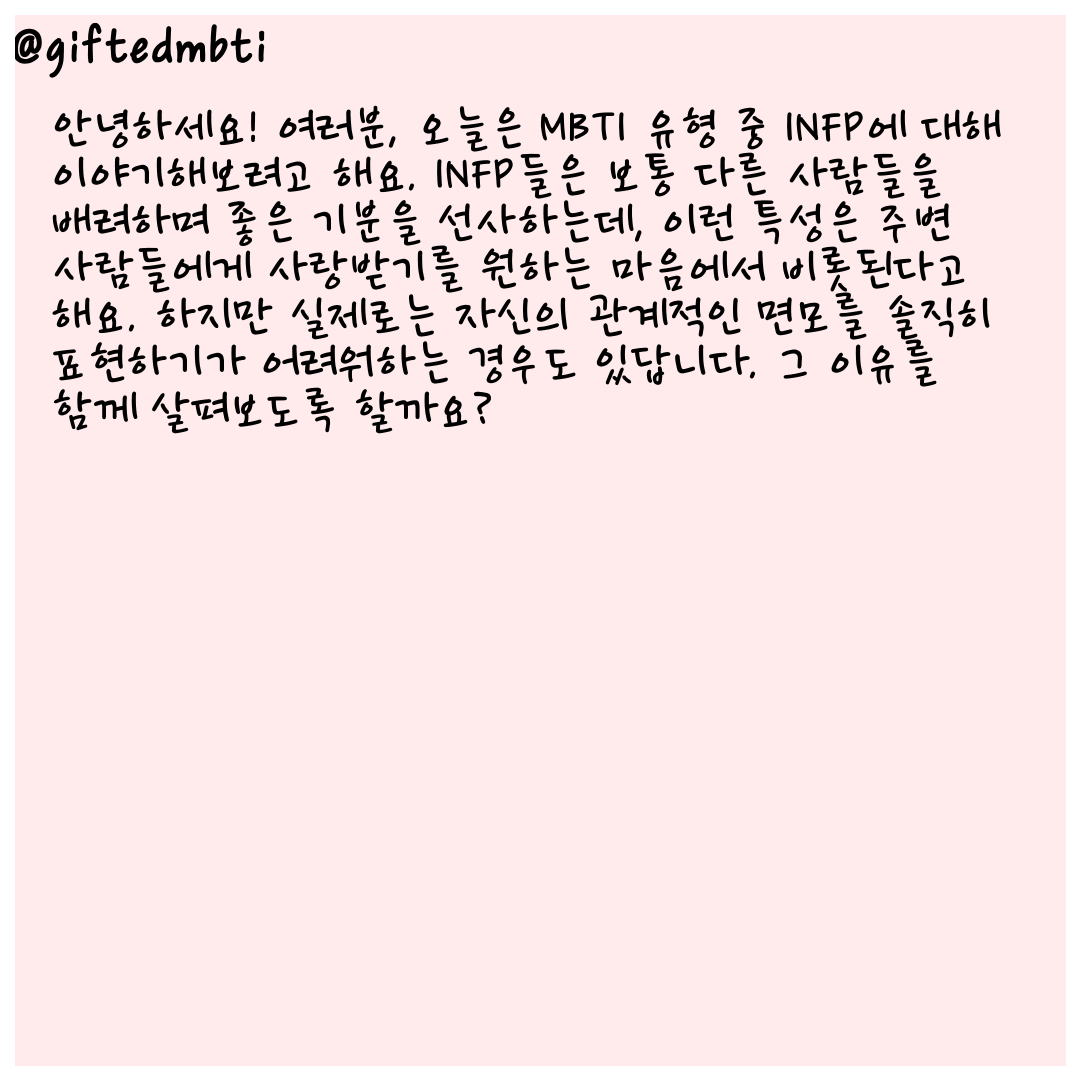 @giftedmbti
안녕하세요! 여러분, 오늘은 MBTI 유형 중 INFP에 대해
이야기해보려고 해요. INFP들은 보통 다른 사람들을
배려하며 좋은 기분을 선사하는데, 이런 특성은 주변
사람들에게 사랑받기를 원하는 마음에서 비롯된다고
해요. 하지만 실제로는 자신의 관계적인 면모를 솔직히
표현하기가 어려워하는 경우도 있답니다. 그 이유를
함께 살펴보도록 할까요?